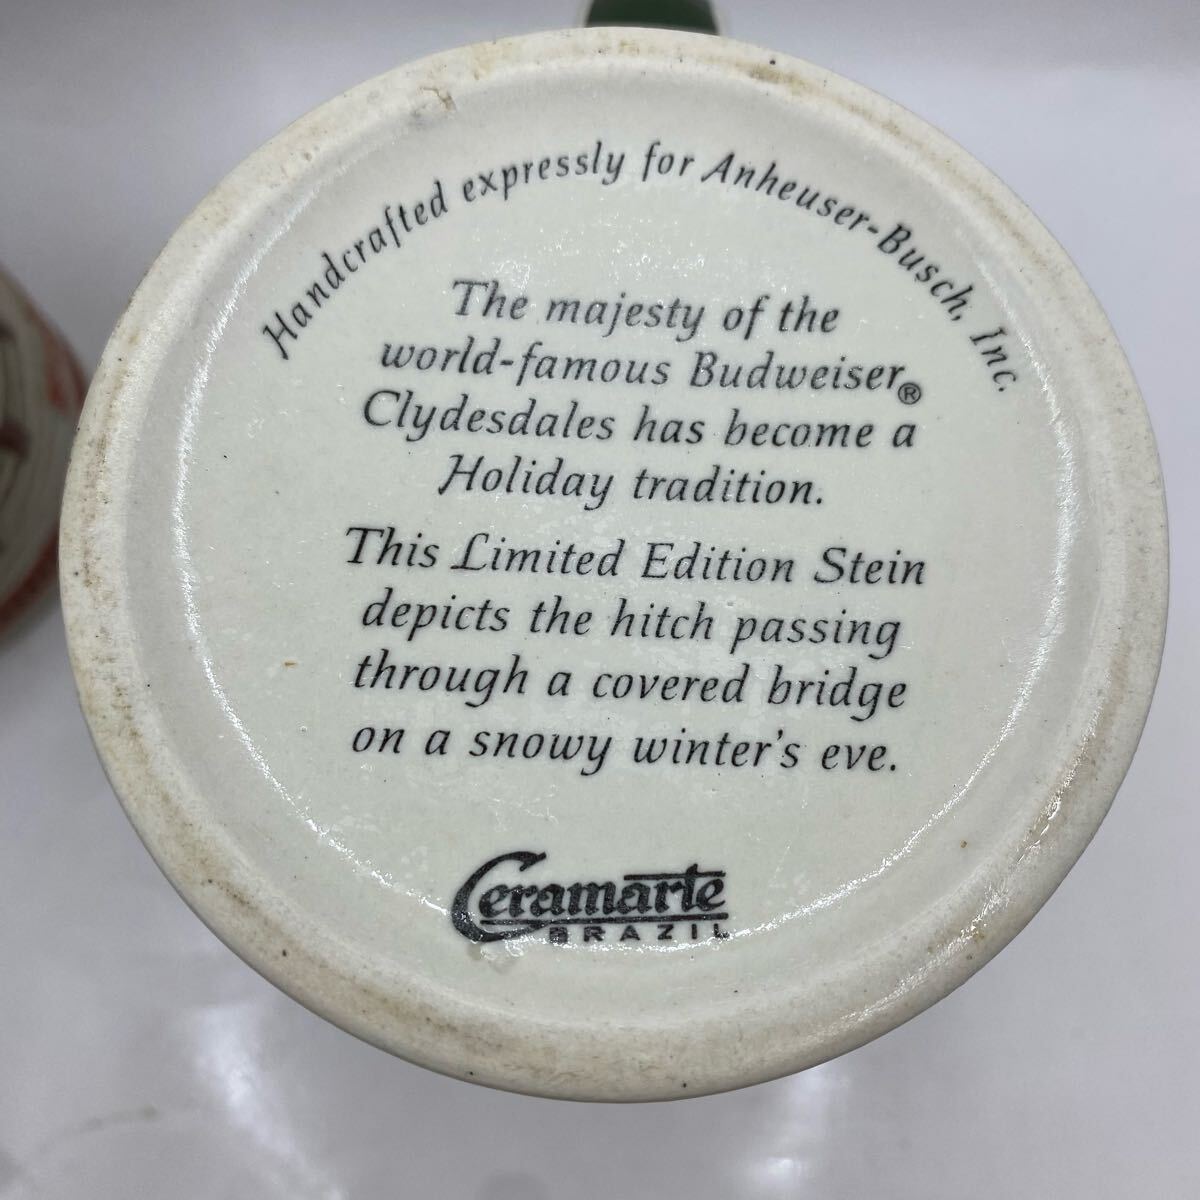 Handcrafted expressly for Anheuser-Busch, Inc.
The majesty of the
world-famous Budweiser®
Clydesdales has become a
Holiday tradition.
This Limited Edition Stein
depicts the hitch passing
through a covered bridge
on a snowy winter's eve.
Ceramarte
BRAZIL